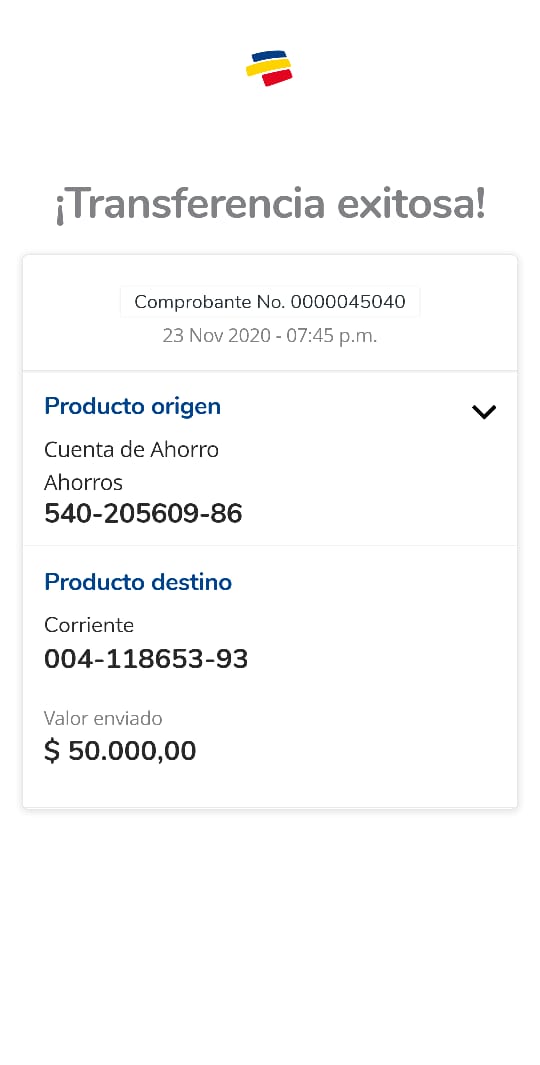 ¡Transferencia exitosa!
Comprobante No. 0000045040
23 Nov 2020 - 07:45 p.m.
Producto origen
Cuenta de Ahorro
Ahorros
540-205609-86
Producto destino
Corriente
004-118653-93
Valor enviado
$ 50.000,00